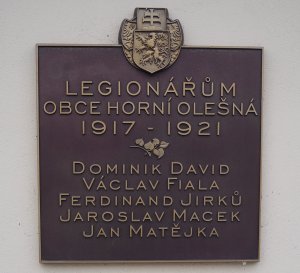 LEGIONÁŘŮM
OBCE HORNÍ OLEŠNÁ
1917 - 1921
DOMINIK DAVID
VÁCLAV FIALA
FERDINAND JIRKŮ
JAROSLAV MACEK
JAN MATĚJKA